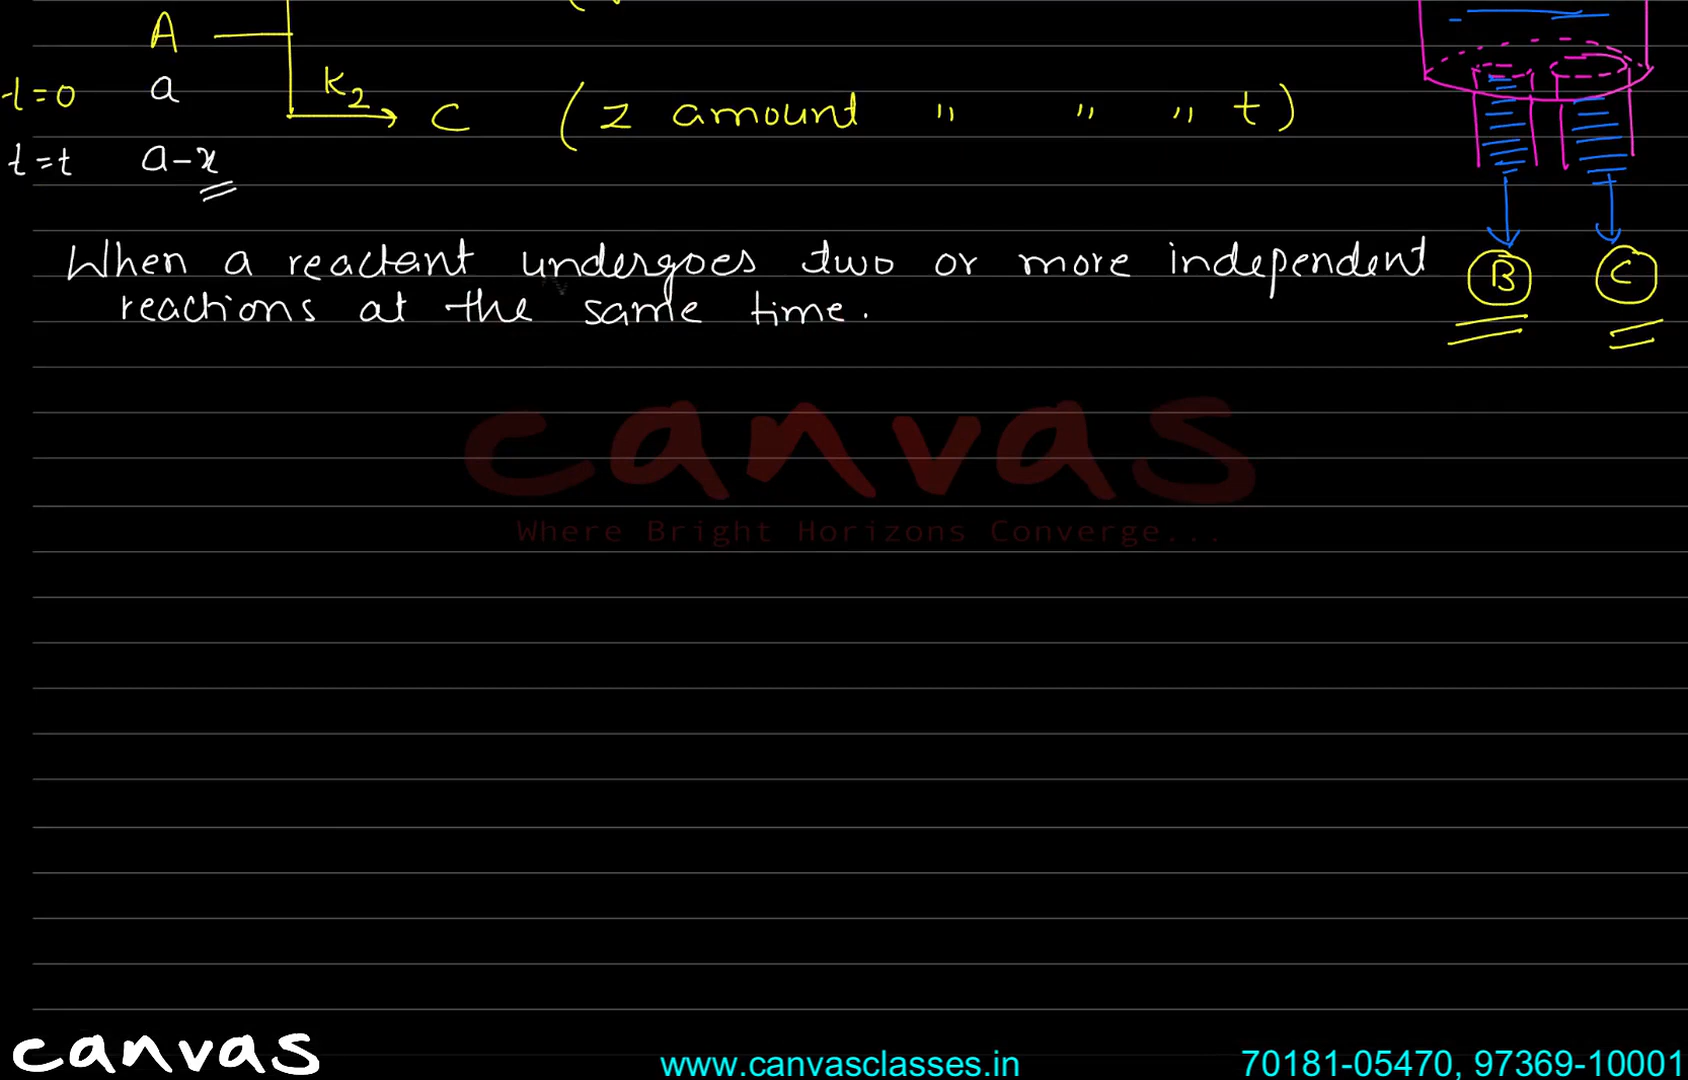 A
K2
t=0 a
C (z amount " " " t)
t=t a-x
When a reactant undergoes two or more independent
reactions at the same time.
B C
canvas
Where Bright Horizons Converge...
canvas www.canvasclasses.in 70181-05470, 97369-10001